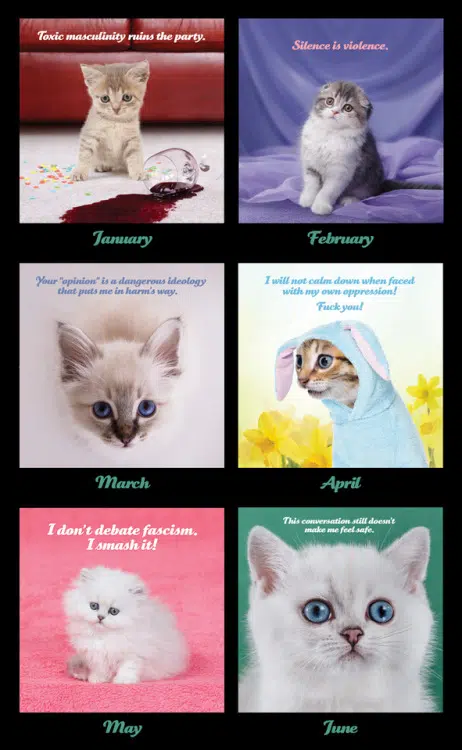 Toxic masculinity ruins the party.
Silence is violence.
January
February
Your "opinion" is a dangerous ideology
that puts me in harm's way.
I will not calm down when faced
with my own oppression!
Fuck you!
March
April
I don't debate fascism,
I smash it!
This conversation still doesn't
make me feel safe.
May
June